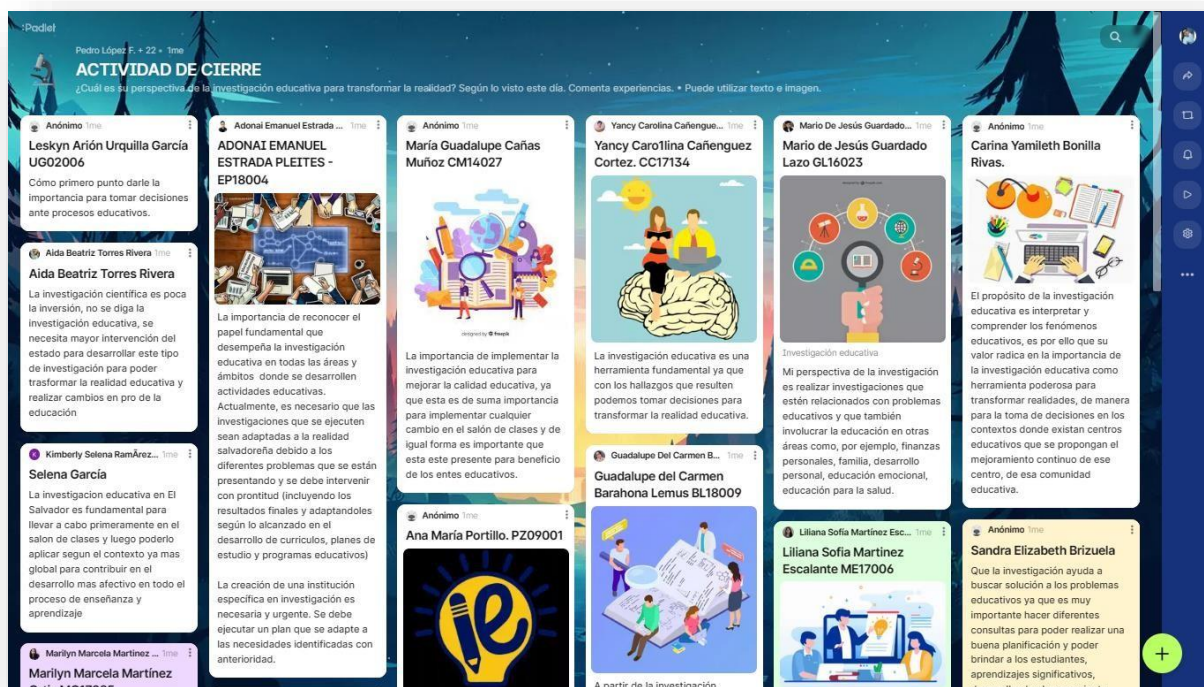 :Padlet
Pedro López F. + 22 • 1me
ACTIVIDAD DE CIERRE
¿Cuál es su perspectiva de la investigación educativa para transformar la realidad? Según lo visto este día. Comenta experiencias. • Puede utilizar texto e imagen.
Anónimo 1me
Leskyn Arión Urquilla García
UG02006
Cómo primer punto darle la
importancia para tomar decisiones
ante procesos educativos.
Aida Beatriz Torres Rivera 1me
Aida Beatriz Torres Rivera
La investigación científica es poca
la inversión, no se diga la
investigación educativa, se
necesita mayor intervención del
estado para desarrollar este tipo
de investigación para poder
trasformar la realidad educativa y
realizar cambios en pro de la
educación
Kimberly Selena RamÃrez... 1me
Selena García
La investigacion educativa en El
Salvador es fundamental para
llevar a cabo primeramente en el
salon de clases y luego poderlo
aplicar segun el contexto ya mas
global para contribuir en el
desarrollo mas afectivo en todo el
proceso de enseñanza y
aprendizaje
Marilyn Marcela Martinez ... 1me
Marilyn Marcela Martínez
Adonai Emanuel Estrada ... 1me
ADONAI EMANUEL
ESTRADA PLEITES -
EP18004
La importancia de reconocer el
papel fundamental que
desempeña la investigación
educativa en todas las áreas y
ámbitos donde se desarrollen
actividades educativas.
Actualmente, es necesario que las
investigaciones que se ejecuten
sean adaptadas a la realidad
salvadoreña debido a los
diferentes problemas que se están
presentando y se debe intervenir
con prontitud (incluyendo los
resultados finales y adaptandoles
según lo alcanzado en el
desarrollo de curriculos, planes de
estudio y programas educativos)
La creación de una institución
específica en investigación es
necesaria y urgente. Se debe
ejecutar un plan que se adapte a
las necesidades identificadas con
anterioridad.
Anónimo 1me
María Guadalupe Cañas
Muñoz CM14027
designed by freepik
La importancia de implementar la
investigación educativa para
mejorar la calidad educativa, ya
que esta es de suma importancia
para implementar cualquier
cambio en el salón de clases y de
igual forma es importante que
esta este presente para beneficio
de los entes educativos.
Anónimo 1me
Ana María Portillo. PZ09001
ie
Yancy Carolina Cañengue... 1me
Yancy Caro1lina Cañenguez
Cortez. CC17134
La investigación educativa es una
herramienta fundamental ya que
con los hallazgos que resulten
podemos tomar decisiones para
transformar la realidad educativa.
Guadalupe Del Carmen B... 1me
Guadalupe del Carmen
Barahona Lemus BL18009
A partir de la investigación
Mario De Jesús Guardado... 1me
Mario de Jesús Guardado
Lazo GL16023
designed by freepik
Investigación educativa
Mi perspectiva de la investigación
es realizar investigaciones que
estén relacionados con problemas
educativos y que también
involucrar la educación en otras
áreas como, por ejemplo, finanzas
personales, familia, desarrollo
personal, educación emocional,
educación para la salud.
Liliana Sofía Martínez Esc... 1me
Liliana Sofia Martinez
Escalante ME17006
Anónimo 1me
Carina Yamileth Bonilla
Rivas.
El propósito de la investigación
educativa es interpretar y
comprender los fenómenos
educativos, es por ello que su
valor radica en la importancia de
la investigación educativa como
herramienta poderosa para
transformar realidades, de manera
para la toma de decisiones en los
contextos donde existan centros
educativos que se propongan el
mejoramiento continuo de ese
centro, de esa comunidad
educativa.
Anónimo 1me
Sandra Elizabeth Brizuela
Que la investigación ayuda a
buscar solución a los problemas
educativos ya que es muy
importante hacer diferentes
consultas para poder realizar una
buena planificación y poder
brindar a los estudiantes,
aprendizajes significativos,